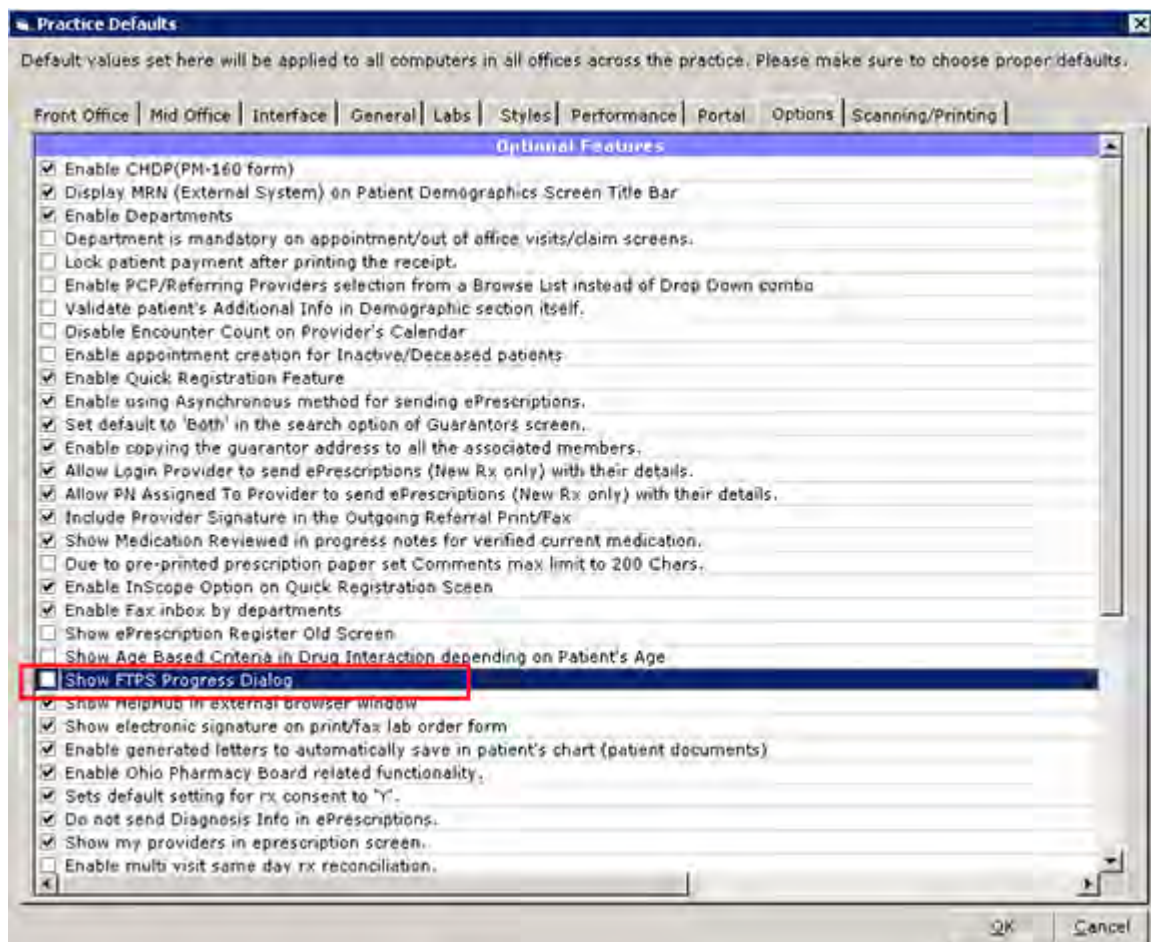 Practice Defaults
Default values set here will be applied to all computers in all offices across the practice. Please make sure to choose proper defaults.
Front Office | Mid Office | Interface | General | Labs | Styles | Performance | Portal Options | Scanning/Printing |
Optional Features
Enable CHDP(PM-160 form)
Display MRN (External System) on Patient Demographics Screen Title Bar
Enable Departments
Department is mandatory on appointment/out of office visits/claim screens.
Lock patient payment after printing the receipt.
Enable PCP/Referring Providers selection from a Browse List instead of Drop Down combo
Validate patient's Additional Info in Demographic section itself.
Disable Encounter Count on Provider's Calendar
Enable appointment creation for Inactive/Deceased patients
Enable Quick Registration Feature
Enable using Asynchronous method for sending ePrescriptions.
Set default to 'Both' in the search option of Guarantors screen.
Enable copying the guarantor address to all the associated members.
Allow Login Provider to send ePrescriptions (New Rx only) with their details.
Allow PN Assigned To Provider to send ePrescriptions (New Rx only) with their details.
Include Provider Signature in the Outgoing Referral Print/Fax
Show Medication Reviewed in progress notes for verified current medication.
Due to pre-printed prescription paper set Comments max limit to 200 Chars.
Enable InScope Option on Quick Registration Sceen
Enable Fax inbox by departments
Show ePrescription Register Old Screen
Show Age Based Criteria in Drug Interaction depending on Patient's Age
Show FTPS Progress Dialog
Show HelpHub in external browser window
Show electronic signature on print/fax lab order form
Enable generated letters to automatically save in patient's chart (patient documents)
Enable Ohio Pharmacy Board related functionality.
Sets default setting for rx consent to 'Y'.
Do not send Diagnosis Info in ePrescriptions.
Show my providers in eprescription screen.
Enable multi visit same day rx reconciliation.
OK Cancel